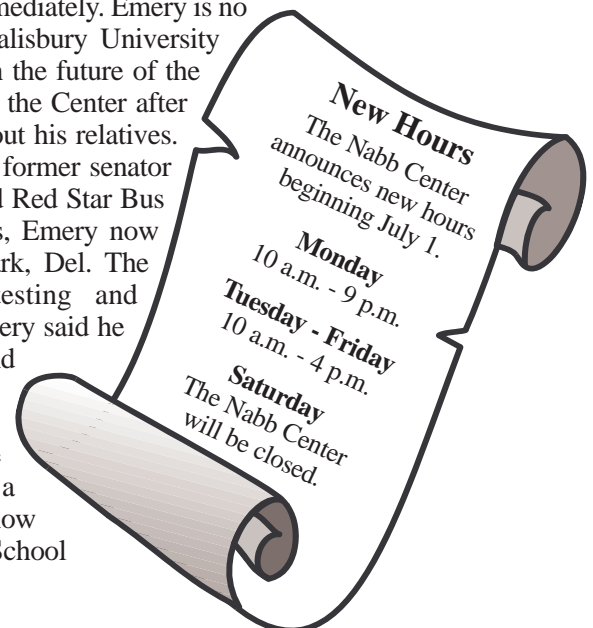 mediately. Emery is no
alisbury University
the future of the
the Center after
out his relatives.
former senator
d Red Star Bus
s, Emery now
rk, Del. The
testing and
ery said he
a
ow
School
New Hours
The Nabb Center
announces new hours
beginning July 1.
Monday
10 a.m. - 9 p.m.
Tuesday - Friday
10 a.m. - 4 p.m.
Saturday
The Nabb Center
will be closed.